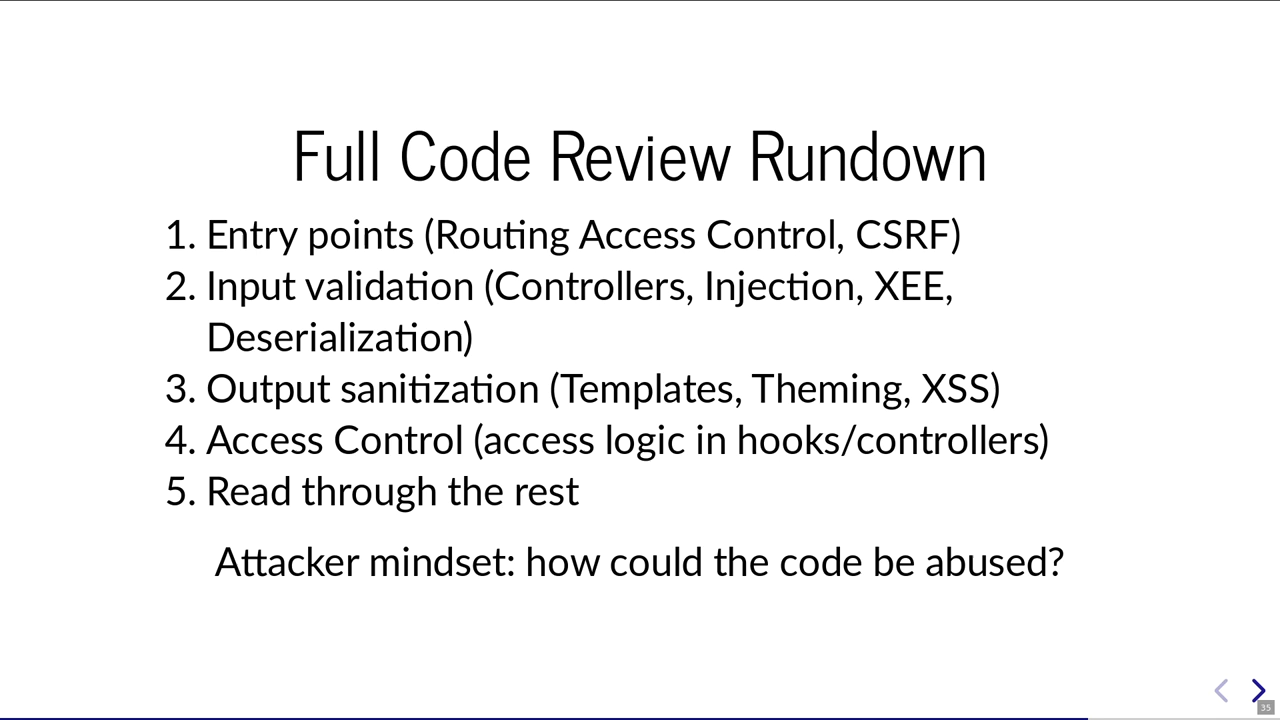 Full Code Review Rundown
1. Entry points (Routing Access Control, CSRF)
2. Input validation (Controllers, Injection, XEE,
Deserialization)
3. Output sanitization (Templates, Theming, XSS)
4. Access Control (access logic in hooks/controllers)
5. Read through the rest
Attacker mindset: how could the code be abused?
35